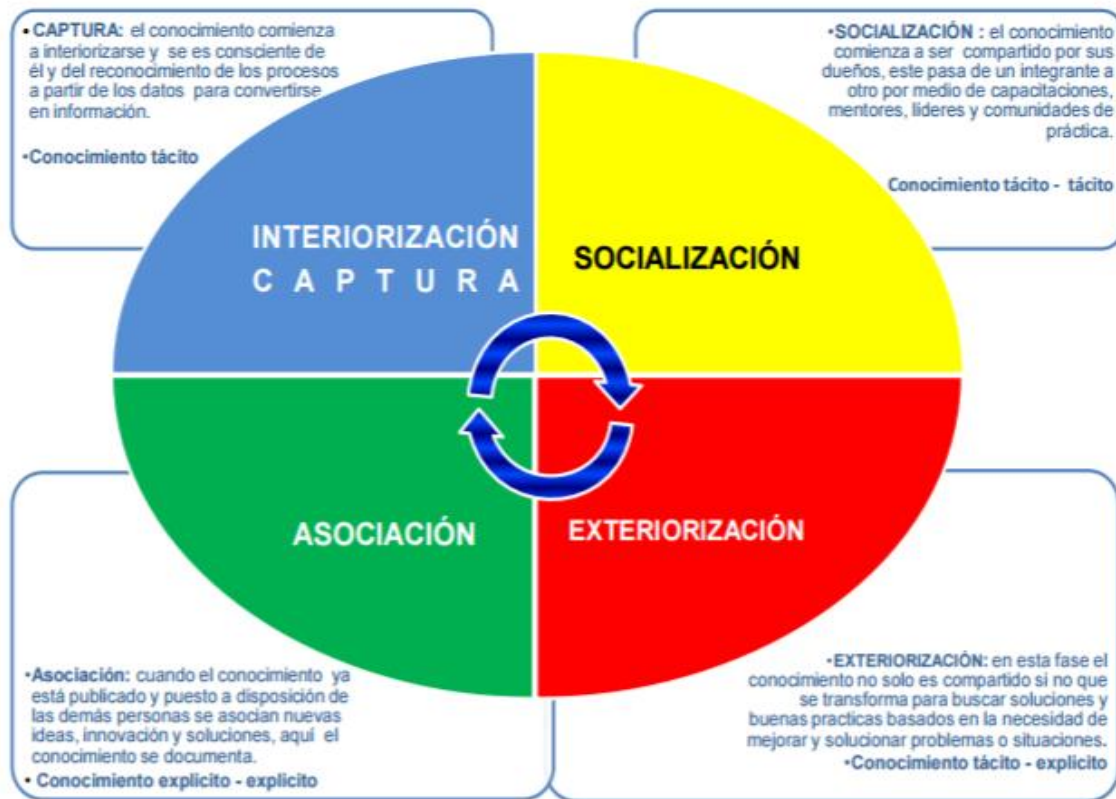 • CAPTURA: el conocimiento comienza
a interiorizarse y se es consciente de
él y del reconocimiento de los procesos
a partir de los datos para convertirse
en información.
•Conocimiento tácito
•SOCIALIZACIÓN : el conocimiento
comienza a ser compartido por sus
dueños, este pasa de un integrante a
otro por medio de capacitaciones,
mentores, lideres y comunidades de
práctica.
Conocimiento tácito - tácito
INTERIORIZACIÓN
C A P T U R A
SOCIALIZACIÓN
ASOCIACIÓN
EXTERIORIZACIÓN
•Asociación: cuando el conocimiento ya
está publicado y puesto a disposición de
las demás personas se asocian nuevas
ideas, innovación y soluciones, aquí el
conocimiento se documenta.
• Conocimiento explicito - explicito
•EXTERIORIZACIÓN: en esta fase el
conocimiento no solo es compartido si no que
se transforma para buscar soluciones y
buenas practicas basados en la necesidad de
mejorar y solucionar problemas o situaciones.
•Conocimiento tácito - explicito